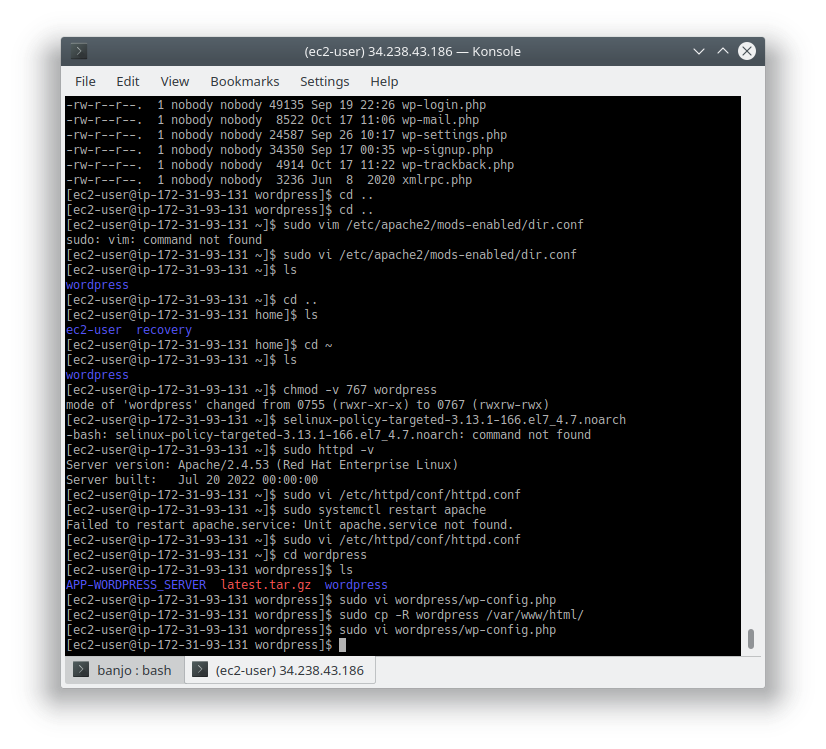 (ec2-user) 34.238.43.186 — Konsole
File Edit View Bookmarks Settings Help
-rw-r--r--.  1 nobody nobody 49135 Sep 19 22:26 wp-login.php
-rw-r--r--.  1 nobody nobody  8522 Oct 17 11:06 wp-mail.php
-rw-r--r--.  1 nobody nobody 24587 Sep 26 10:17 wp-settings.php
-rw-r--r--.  1 nobody nobody 34350 Sep 17 00:35 wp-signup.php
-rw-r--r--.  1 nobody nobody  4914 Oct 17 11:22 wp-trackback.php
-rw-r--r--.  1 nobody nobody  3236 Jun  8  2020 xmlrpc.php
[ec2-user@ip-172-31-93-131 wordpress]$ cd ..
[ec2-user@ip-172-31-93-131 wordpress]$ cd ..
[ec2-user@ip-172-31-93-131 ~]$ sudo vim /etc/apache2/mods-enabled/dir.conf
sudo: vim: command not found
[ec2-user@ip-172-31-93-131 ~]$ sudo vi /etc/apache2/mods-enabled/dir.conf
[ec2-user@ip-172-31-93-131 ~]$ ls
wordpress
[ec2-user@ip-172-31-93-131 ~]$ cd ..
[ec2-user@ip-172-31-93-131 home]$ ls
ec2-user  recovery
[ec2-user@ip-172-31-93-131 home]$ cd ~
[ec2-user@ip-172-31-93-131 ~]$ ls
wordpress
[ec2-user@ip-172-31-93-131 ~]$ chmod -v 767 wordpress
mode of 'wordpress' changed from 0755 (rwxr-xr-x) to 0767 (rwxrw-rwx)
[ec2-user@ip-172-31-93-131 ~]$ selinux-policy-targeted-3.13.1-166.el7_4.7.noarch
-bash: selinux-policy-targeted-3.13.1-166.el7_4.7.noarch: command not found
[ec2-user@ip-172-31-93-131 ~]$ sudo httpd -v
Server version: Apache/2.4.53 (Red Hat Enterprise Linux)
Server built:   Jul 20 2022 00:00:00
[ec2-user@ip-172-31-93-131 ~]$ sudo vi /etc/httpd/conf/httpd.conf
[ec2-user@ip-172-31-93-131 ~]$ sudo systemctl restart apache
Failed to restart apache.service: Unit apache.service not found.
[ec2-user@ip-172-31-93-131 ~]$ sudo vi /etc/httpd/conf/httpd.conf
[ec2-user@ip-172-31-93-131 ~]$ cd wordpress
[ec2-user@ip-172-31-93-131 wordpress]$ ls
APP-WORDPRESS_SERVER  latest.tar.gz  wordpress
[ec2-user@ip-172-31-93-131 wordpress]$ sudo vi wordpress/wp-config.php
[ec2-user@ip-172-31-93-131 wordpress]$ sudo cp -R wordpress /var/www/html/
[ec2-user@ip-172-31-93-131 wordpress]$ sudo vi wordpress/wp-config.php
[ec2-user@ip-172-31-93-131 wordpress]$
banjo : bash (ec2-user) 34.238.43.186